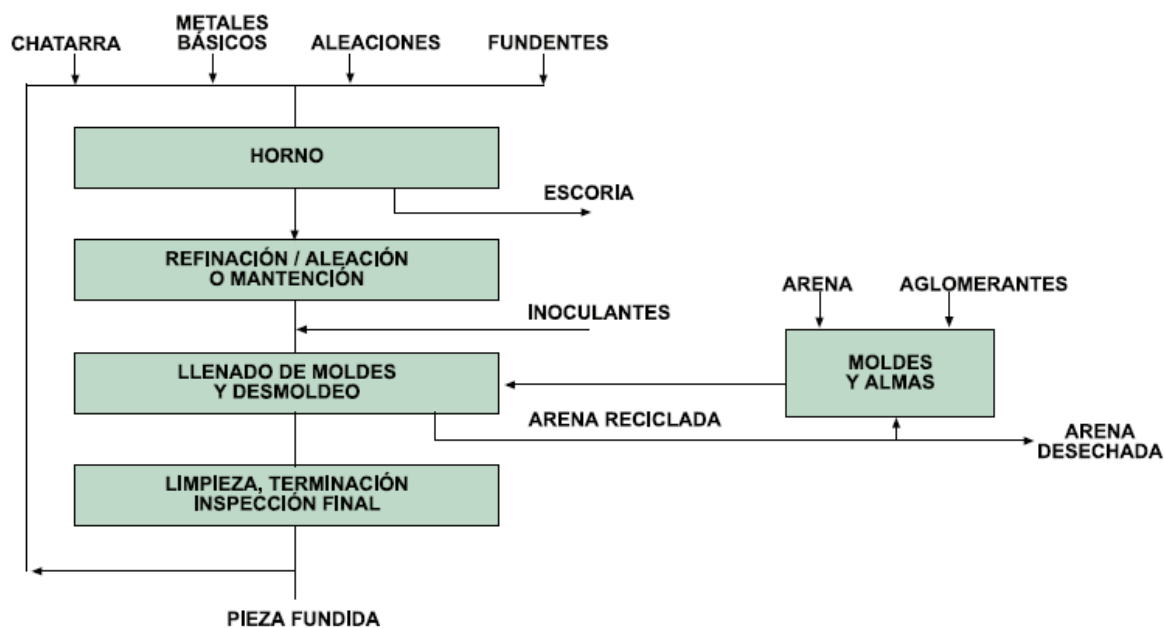 CHATARRA
METALES
BÁSICOS
ALEACIONES
FUNDENTES
HORNO
ESCORIA
REFINACIÓN / ALEACIÓN
O MANTENCIÓN
INOCULANTES
ARENA
AGLOMERANTES
MOLDES
Y ALMAS
LLENADO DE MOLDES
Y DESMOLDEO
ARENA RECICLADA
ARENA
DESECHADA
LIMPIEZA, TERMINACIÓN
INSPECCIÓN FINAL
PIEZA FUNDIDA